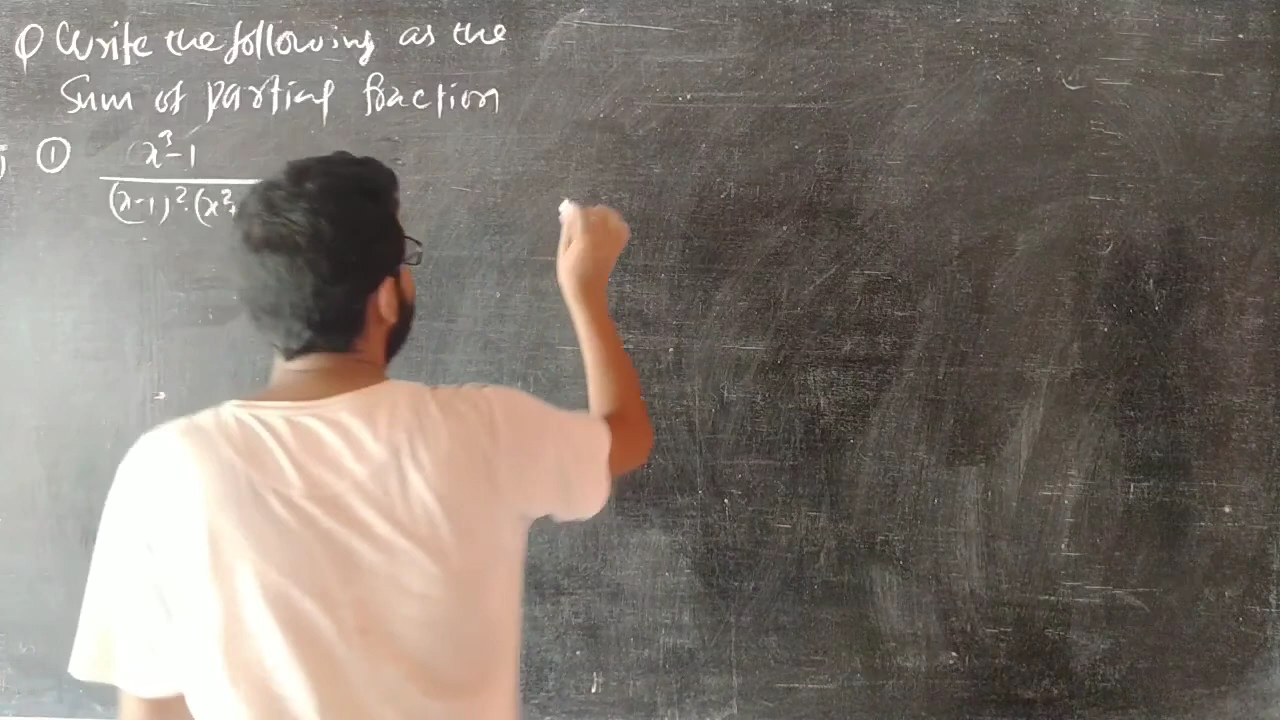 Q Write the following as the
Sum of partial fraction
① x³-1
(x-1)².(x²+